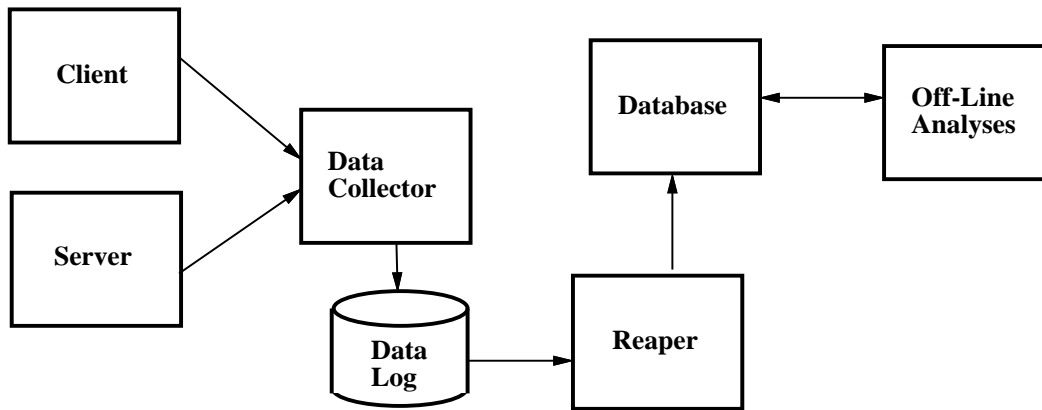 Client
Server
Data
Collector
Data
Log
Reaper
Database
Off-Line
Analyses